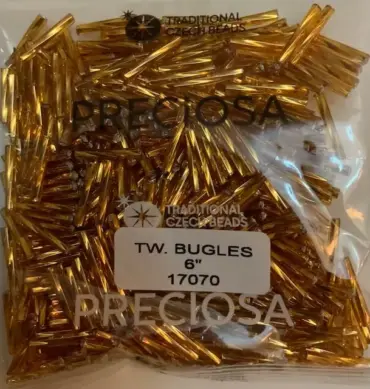 TRADITIONAL
CZECH BEADS
PRECIOSA
TRADITIONAL
CZECH BEADS
TW. BUGLES
6"
17070
PRECIOSA